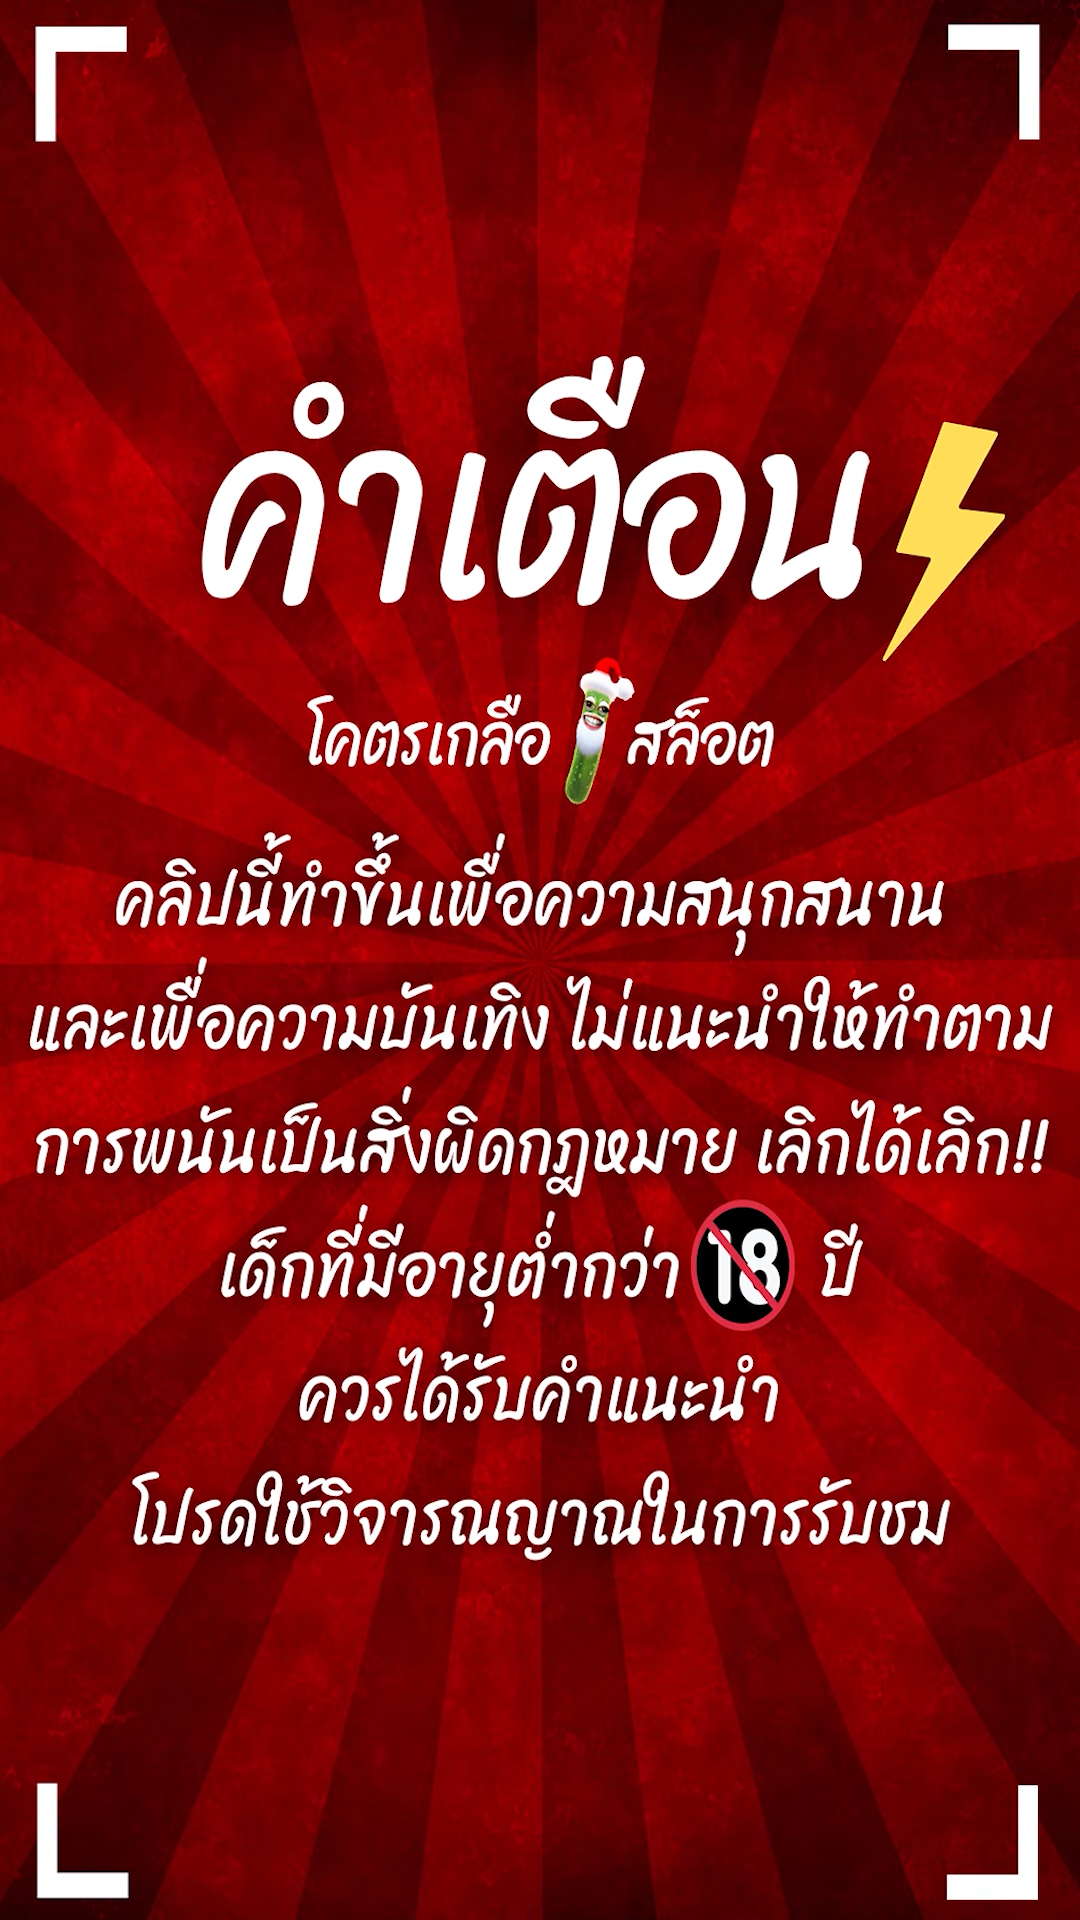 คำเตือน
โคตรเกลือ สล็อต
คลิปนี้ทำขึ้นเพื่อความสนุกสนาน
และเพื่อความบันเทิง ไม่แนะนำให้ทำตาม
การพนันเป็นสิ่งผิดกฎหมาย เลิกได้เลิก!!
เด็กที่มีอายุต่ำกว่า 18 ปี
ควรได้รับคำแนะนำ
โปรดใช้วิจารณญาณในการรับชม